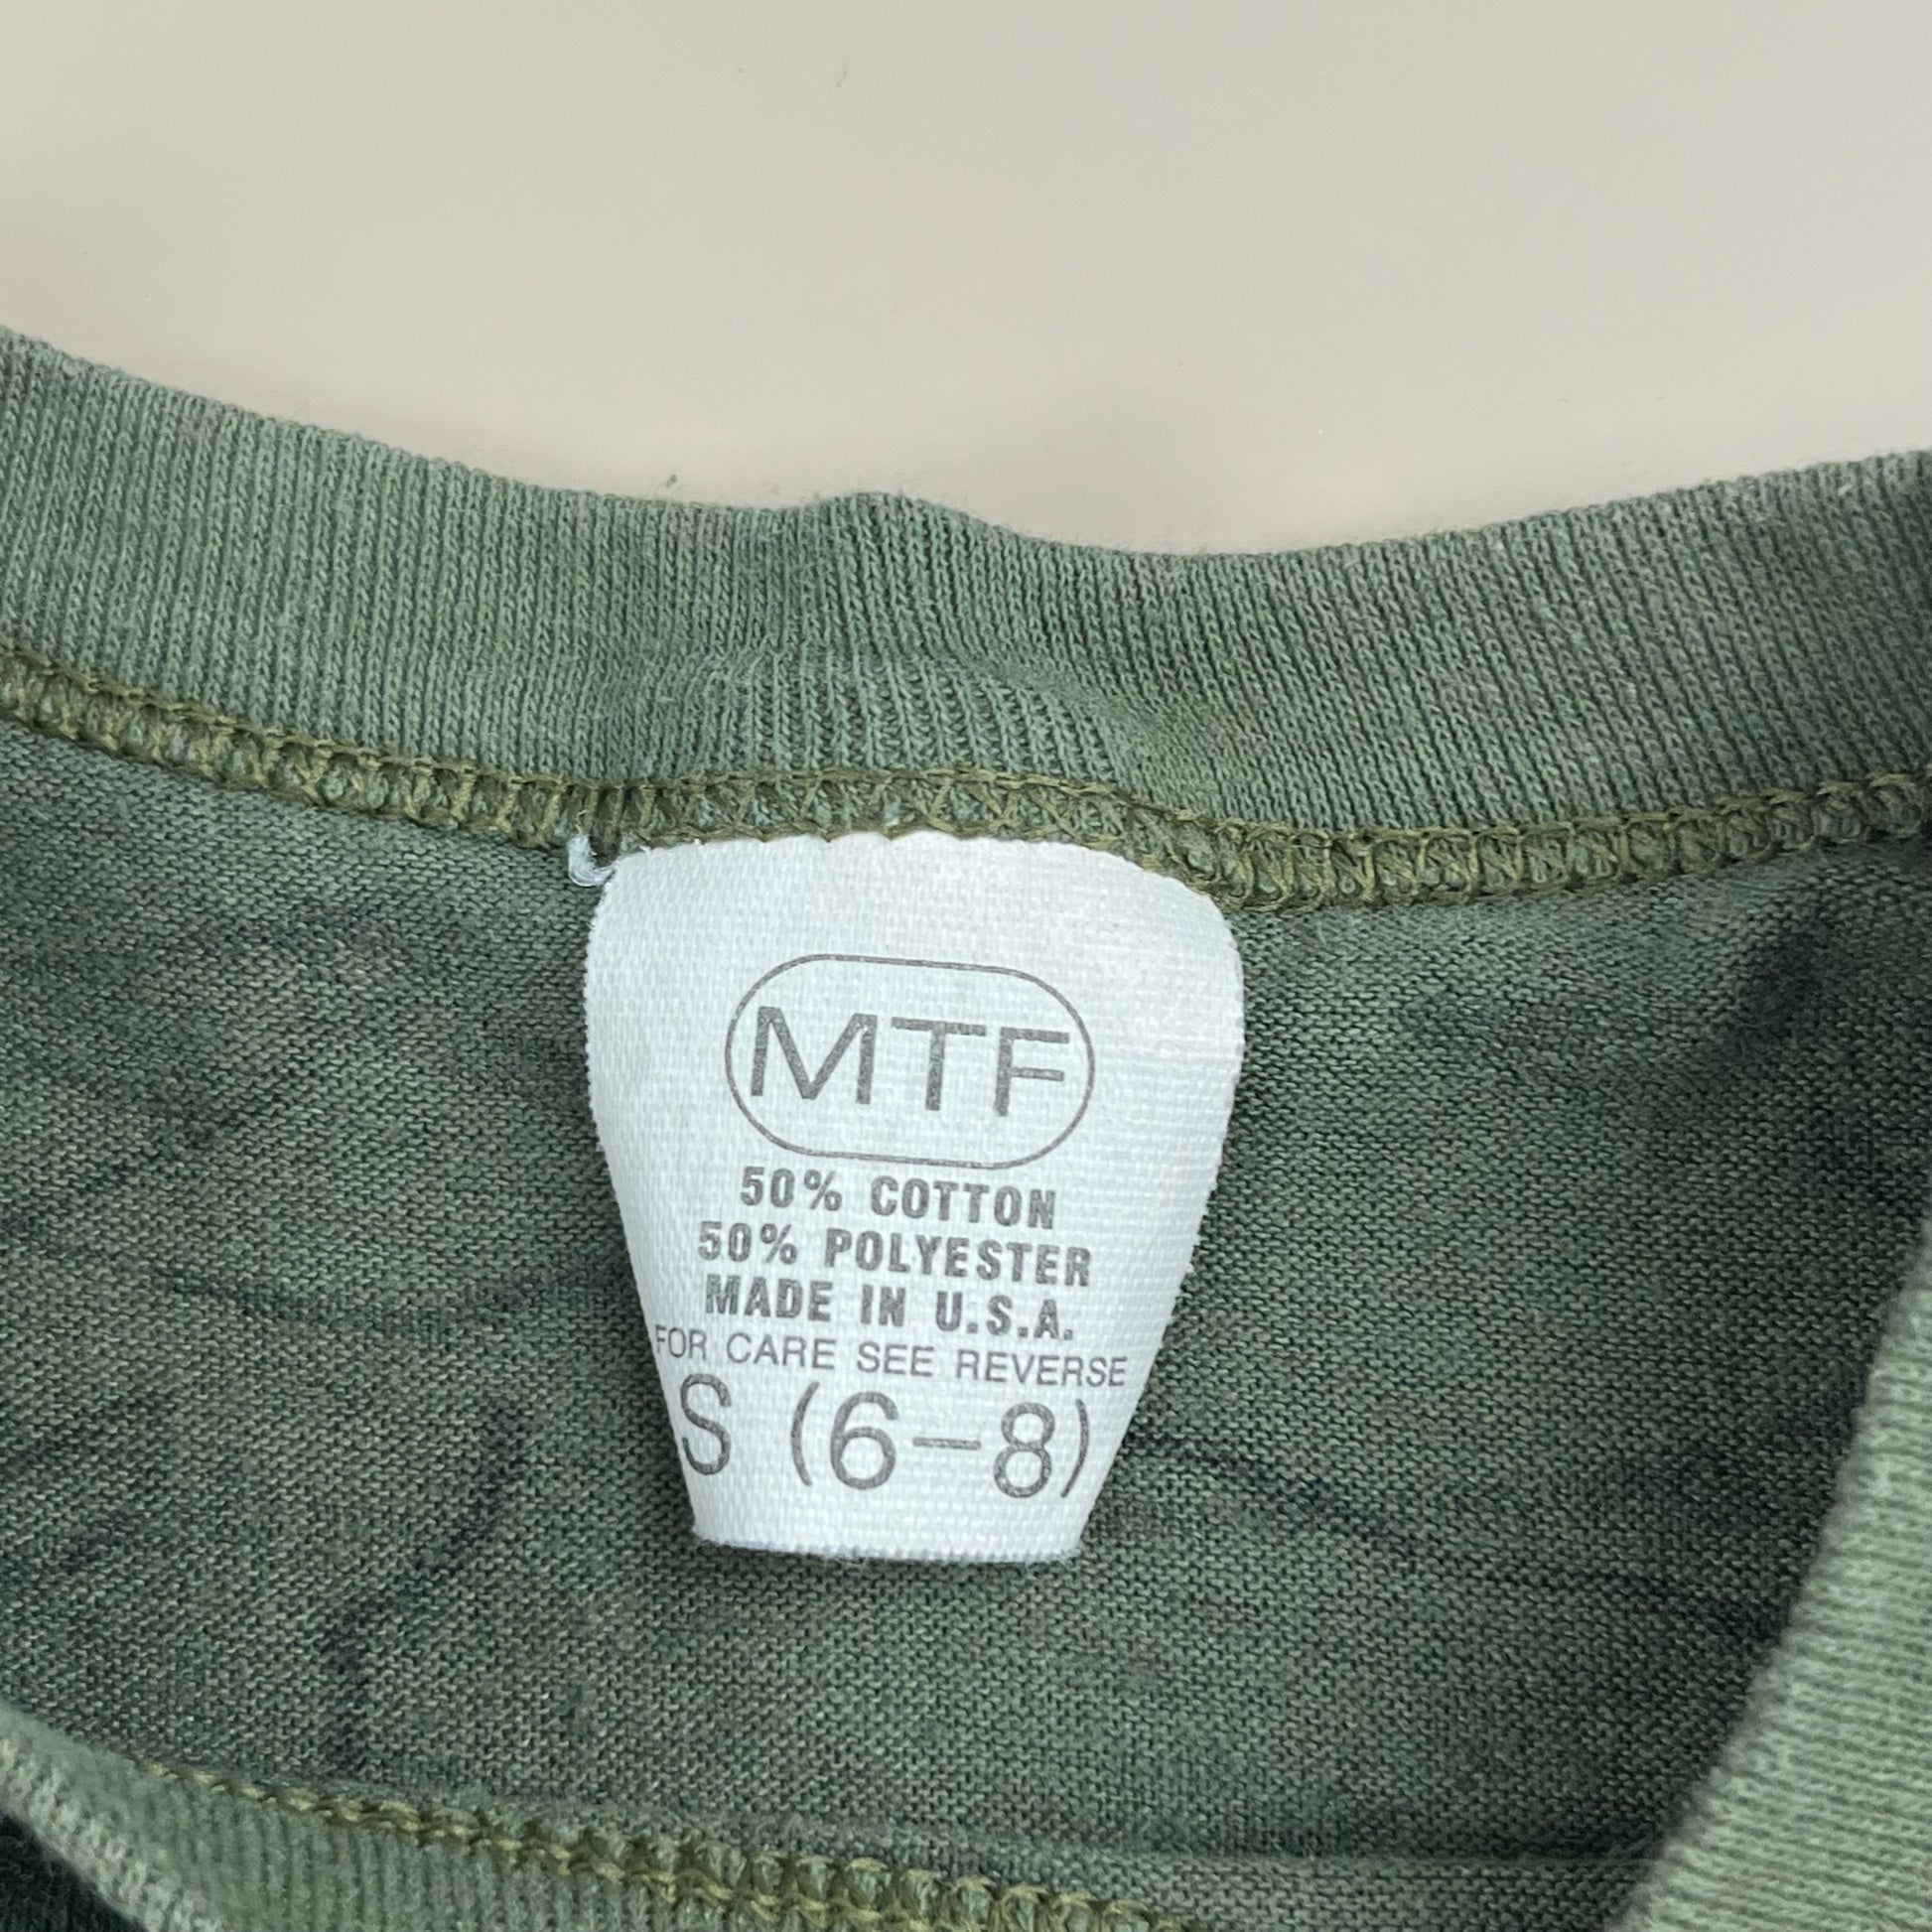 MTF
50% COTTON
50% POLYESTER
MADE IN U.S.A.
FOR CARE SEE REVERSE
S (6-8)